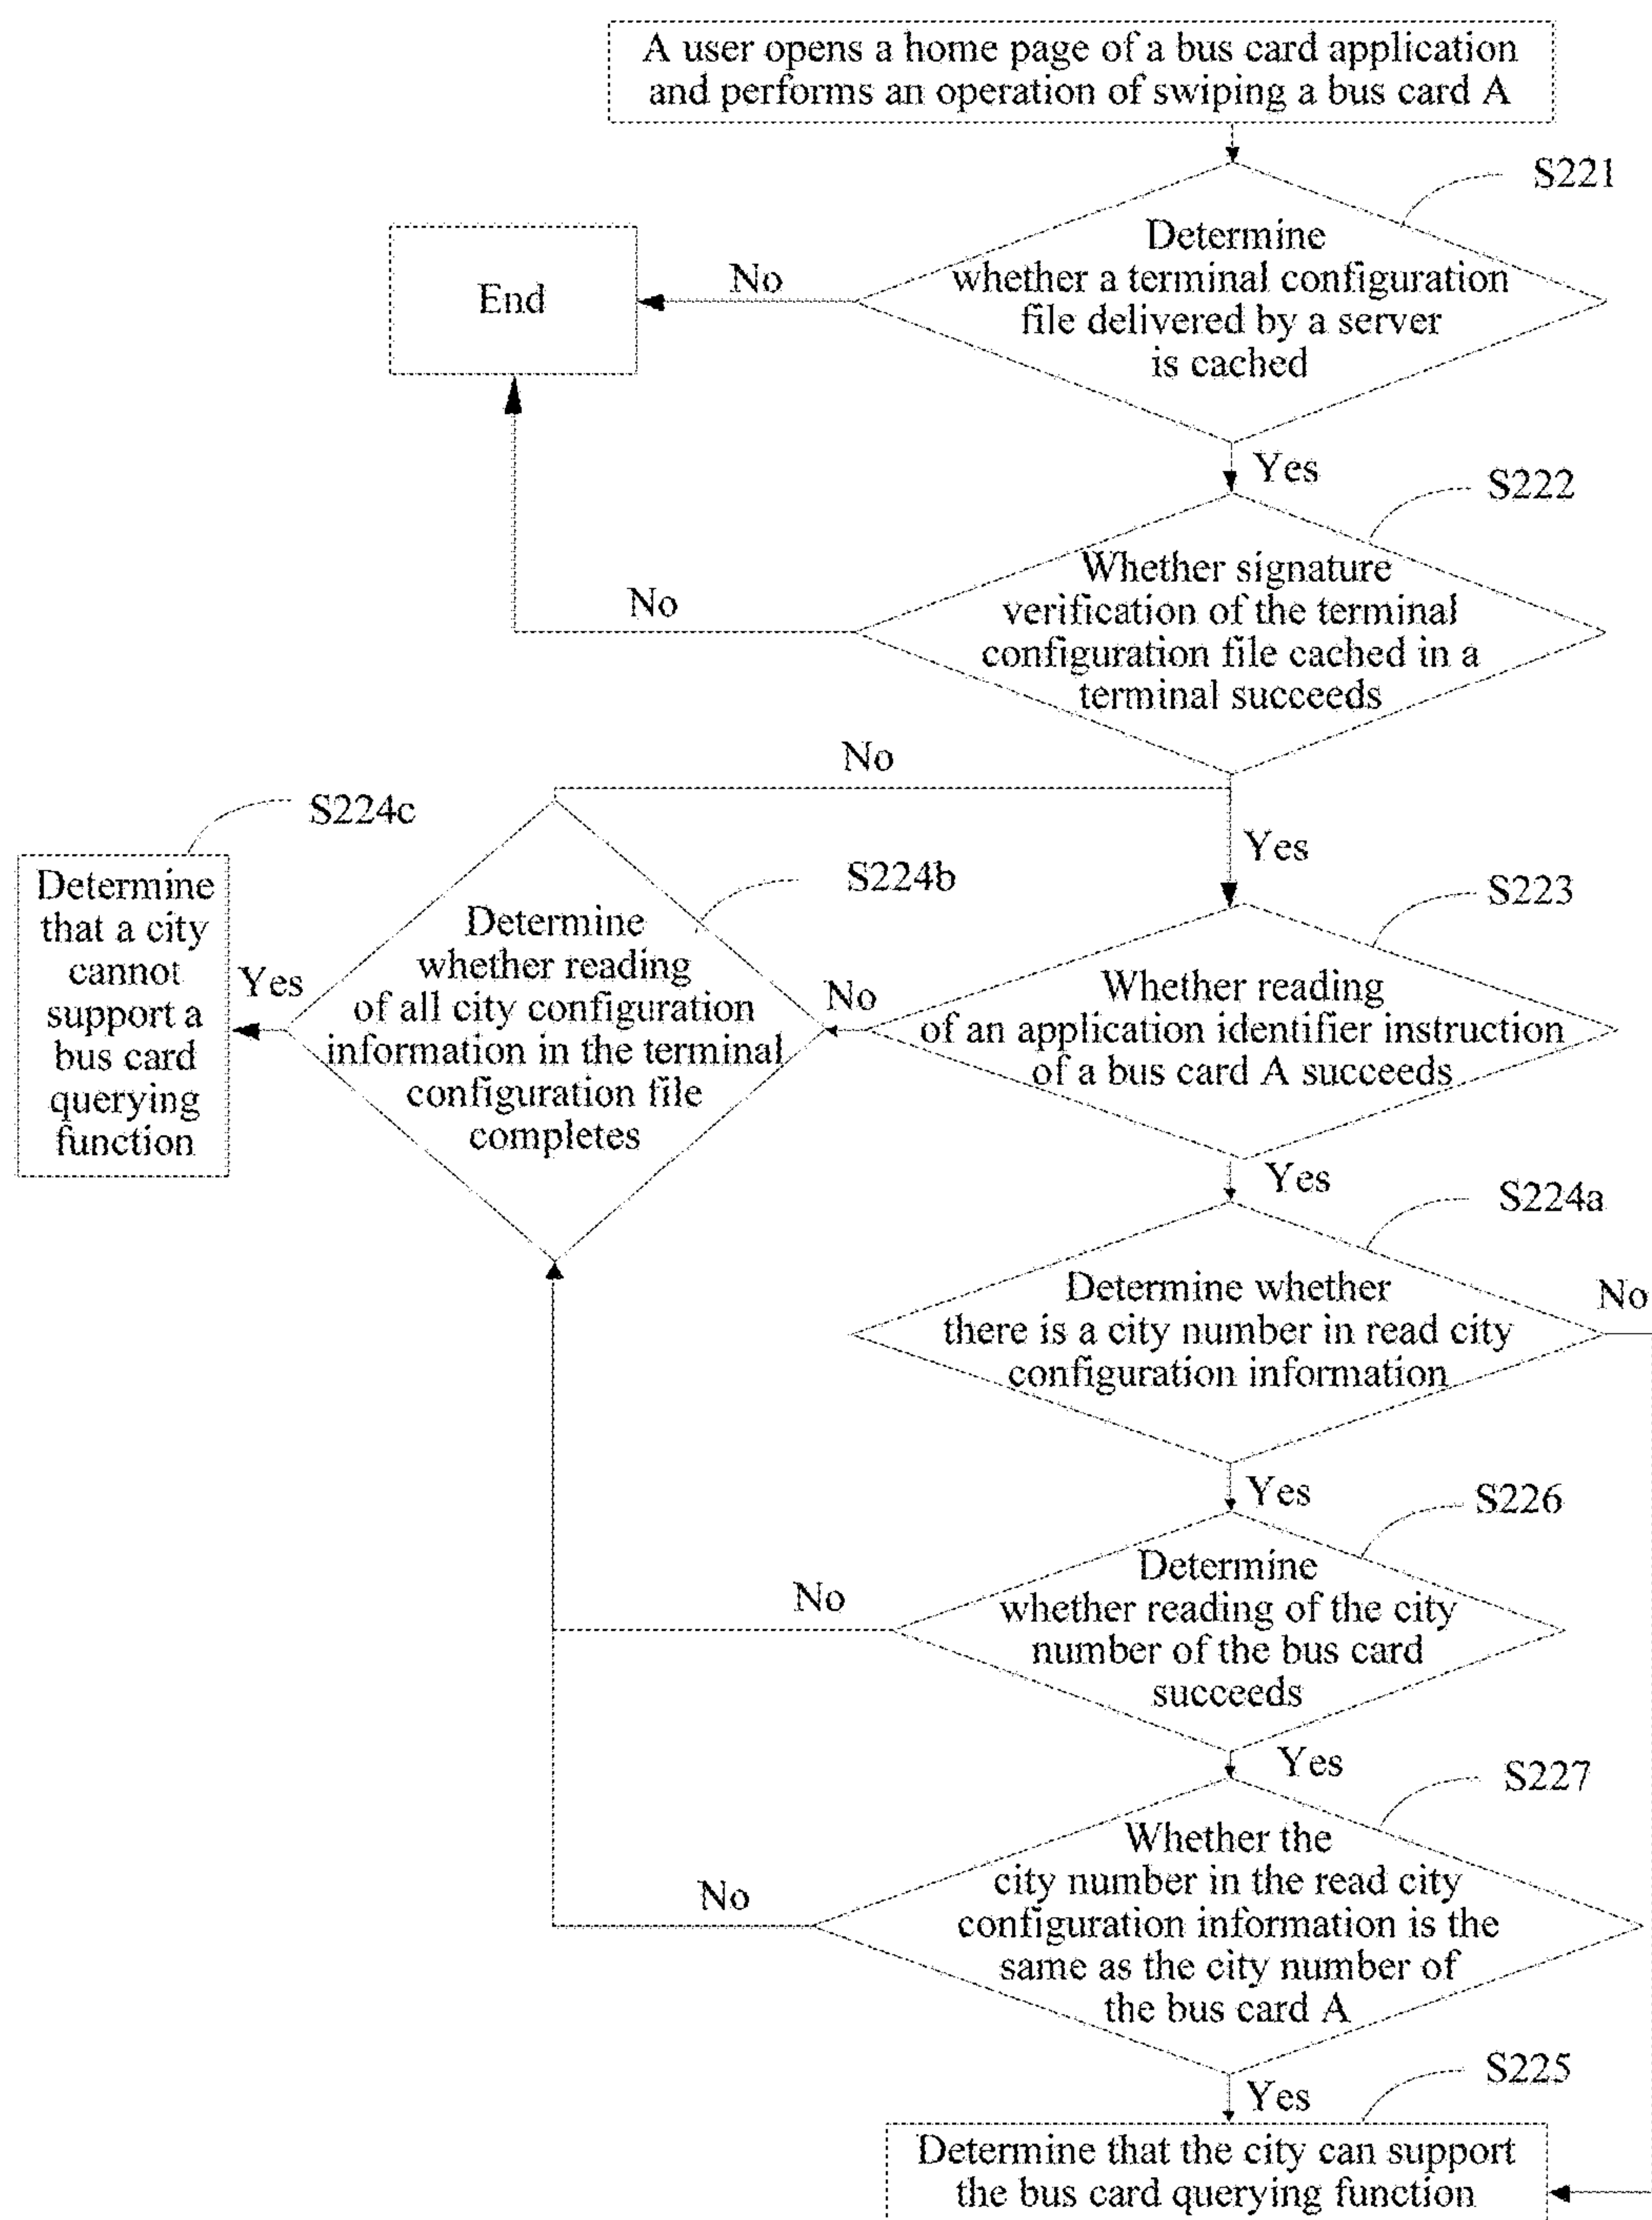 A user opens a home page of a bus card application
and performs an operation of swiping a bus card A
S221
Determine
whether a terminal configuration
file delivered by a server
is cached
No
End
Yes
S222
Whether signature
verification of the terminal
configuration file cached in a
terminal succeeds
No
No
Yes
S224c
Determine
that a city
cannot
support a
bus card
querying
function
Yes
S224b
Determine
whether reading
of all city configuration
information in the terminal
configuration file
completes
No
S223
Whether reading
of an application identifier instruction
of a bus card A succeeds
Yes
S224a
Determine whether
there is a city number in read city
configuration information
No
Yes
S226
Determine
whether reading of the city
number of the bus card
succeeds
No
Yes
S227
Whether the
city number in the read city
configuration information is the
same as the city number of
the bus card A
No
Yes
S225
Determine that the city can support
the bus card querying function